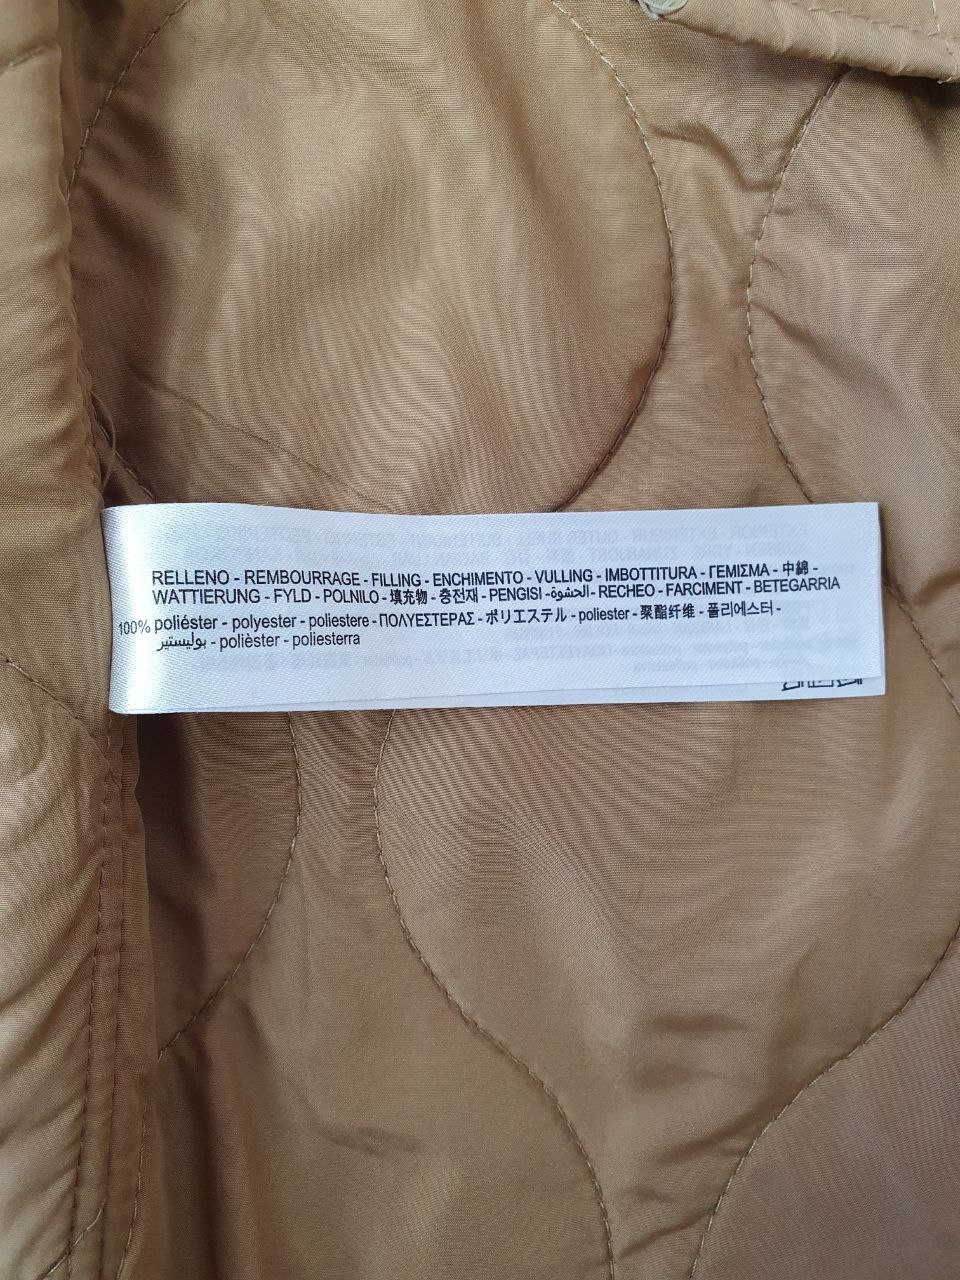 RELLENO - REMBOURRAGE - FILLING - ENCHIMENTO - VULLING - IMBOTTITURA - ΓΕΜΙΣΜΑ - 中綿 -
WATTIERUNG - FYLD - POLNILO - 填充物 - 충전재 - PENGISI - الحشوة - RECHEO - FARCIMENT - BETEGARRIA
100% poliéster - polyester - poliestere - ΠΟΛΥΕΣΤΕΡΑΣ - ポリエステル - poliester - 聚酯纤维 - 폴리에스터 -
بوليستير - polièster - poliesterra